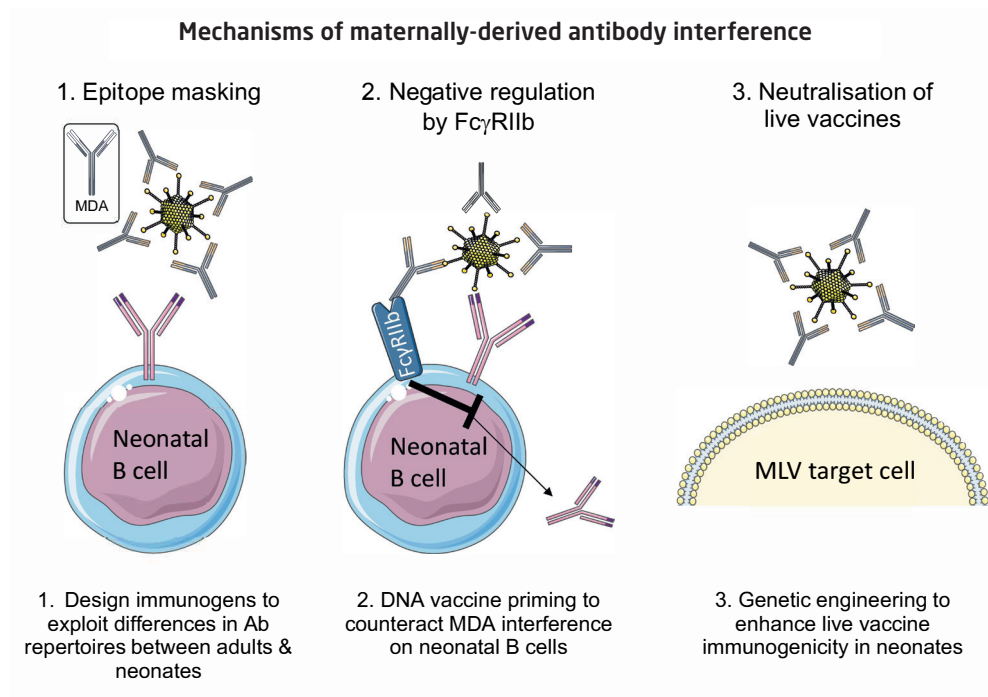 Mechanisms of maternally-derived antibody interference
1. Epitope masking
MDA
Neonatal
B cell
1. Design immunogens to
exploit differences in Ab
repertoires between adults &
neonates
2. Negative regulation
by FcγRIIb
FcγRIIb
Neonatal
B cell
2. DNA vaccine priming to
counteract MDA interference
on neonatal B cells
3. Neutralisation of
live vaccines
MLV target cell
3. Genetic engineering to
enhance live vaccine
immunogenicity in neonates